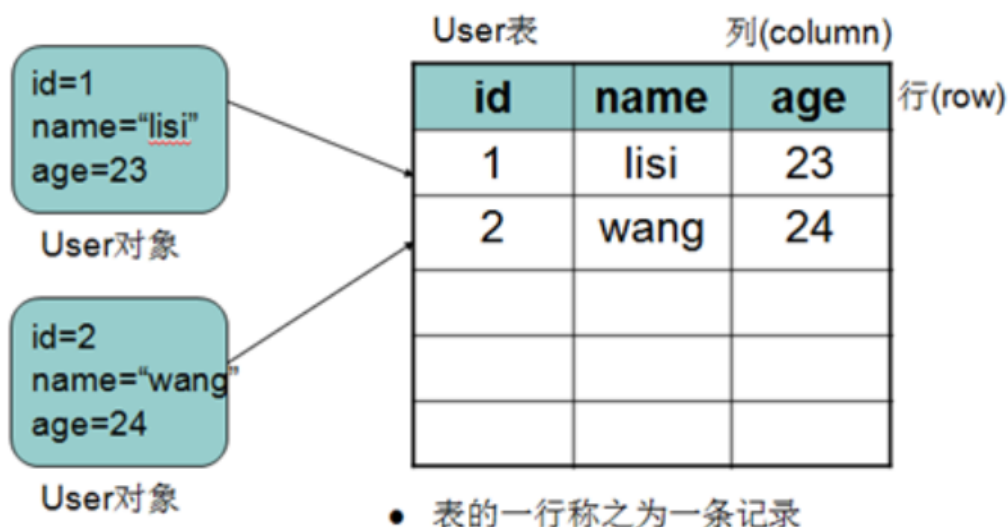 id=1
name=“lisi”
age=23
User对象
id=2
name=“wang”
age=24
User对象
User表 列(column)
id name age 行(row)
1 lisi 23
2 wang 24
● 表的一行称之为一条记录